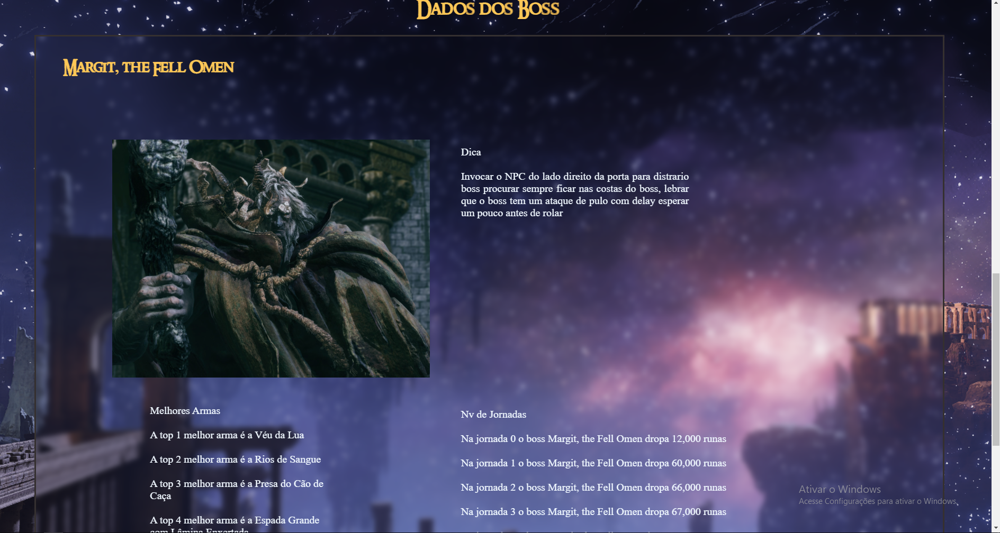 Dados dos Boss
Margit, the Fell Omen
Dica
Invocar o NPC do lado direito da porta para distrario
boss procurar sempre ficar nas costas do boss, lebrar
que o boss tem um ataque de pulo com delay esperar
um pouco antes de rolar
Melhores Armas
A top 1 melhor arma é a Véu da Lua
A top 2 melhor arma é a Rios de Sangue
A top 3 melhor arma é a Presa do Cão de
Caça
A top 4 melhor arma é a Espada Grande
com Lâmina Enxertada
Nv de Jornadas
Na jornada 0 o boss Margit, the Fell Omen dropa 12,000 runas
Na jornada 1 o boss Margit, the Fell Omen dropa 60,000 runas
Na jornada 2 o boss Margit, the Fell Omen dropa 66,000 runas
Na jornada 3 o boss Margit, the Fell Omen dropa 67,000 runas
Ativar o Windows
Acesse Configurações para ativar o Windows.